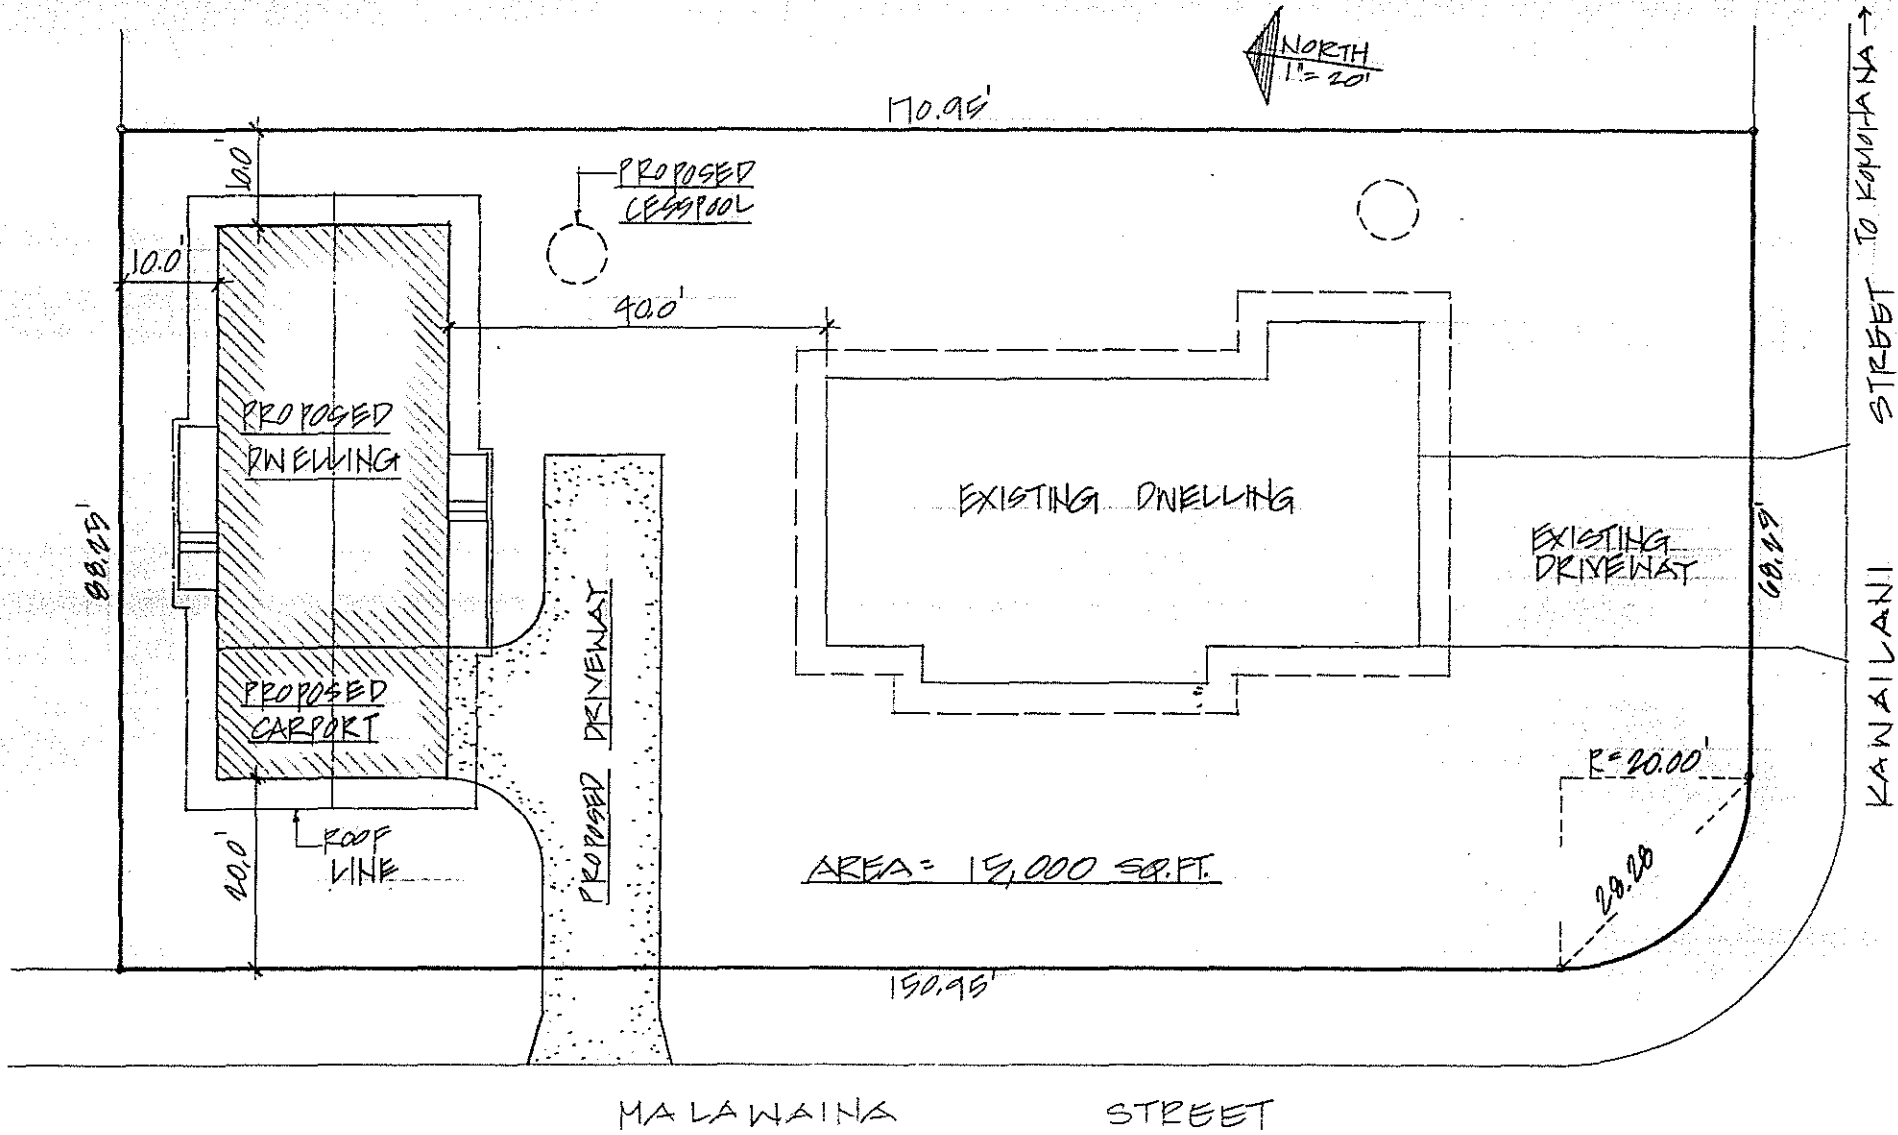 NORTH
1"= 20'
170.95'
10.0'
PROPOSED
CESSPOOL
10.0'
40.0'
PROPOSED
DWELLING
EXISTING DWELLING
EXISTING
DRIVEWAY
88.25'
68.29'
PROPOSED
CARPORT
PROPOSED DRIVEWAY
R=20.00'
28.28
20.0'
ROOF
LINE
AREA= 15,000 SQ.FT.
150.95'
MALAWAINA STREET
KAWAILANI STREET TO KOMOHANA →